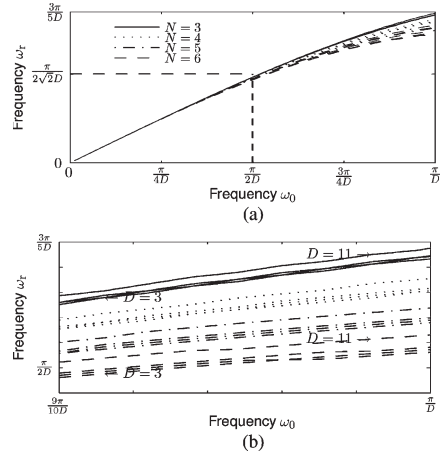 3π/5D
N = 3
N = 4
N = 5
N = 6
π/2√2D
Frequency ωr
0
0
π/4D
π/2D
3π/4D
π/D
Frequency ω0
(a)
3π/5D
D = 11 →
← D = 3
Frequency ωr
D = 11 →
π/2D
← D = 3
9π/10D
π/D
Frequency ω0
(b)